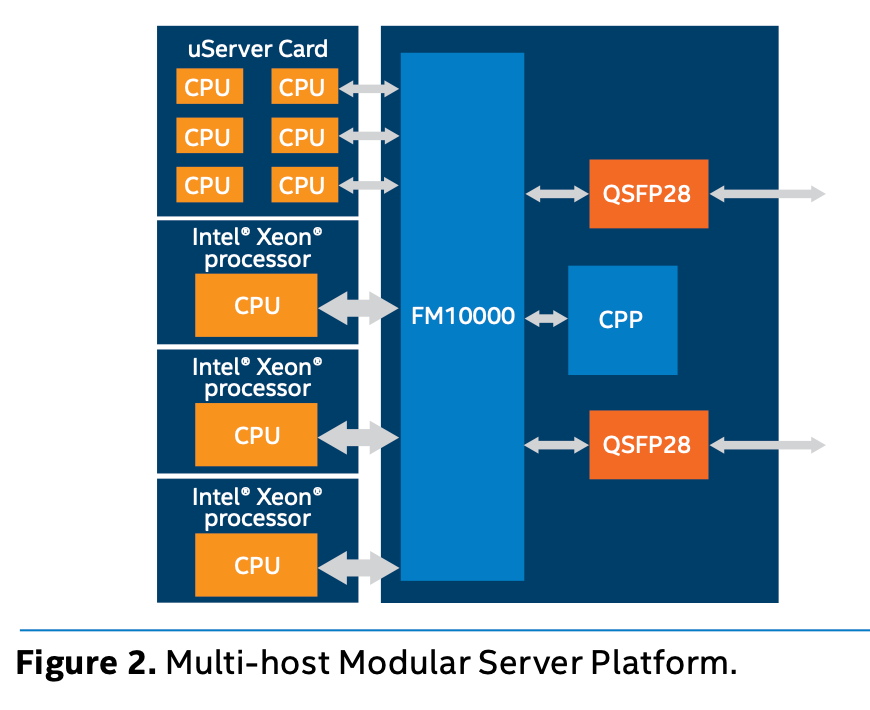 uServer Card
CPU CPU
CPU CPU
CPU CPU
Intel® Xeon®
processor
CPU
Intel® Xeon®
processor
CPU
Intel® Xeon®
processor
CPU
FM10000
QSFP28
CPP
QSFP28
Figure 2. Multi-host Modular Server Platform.